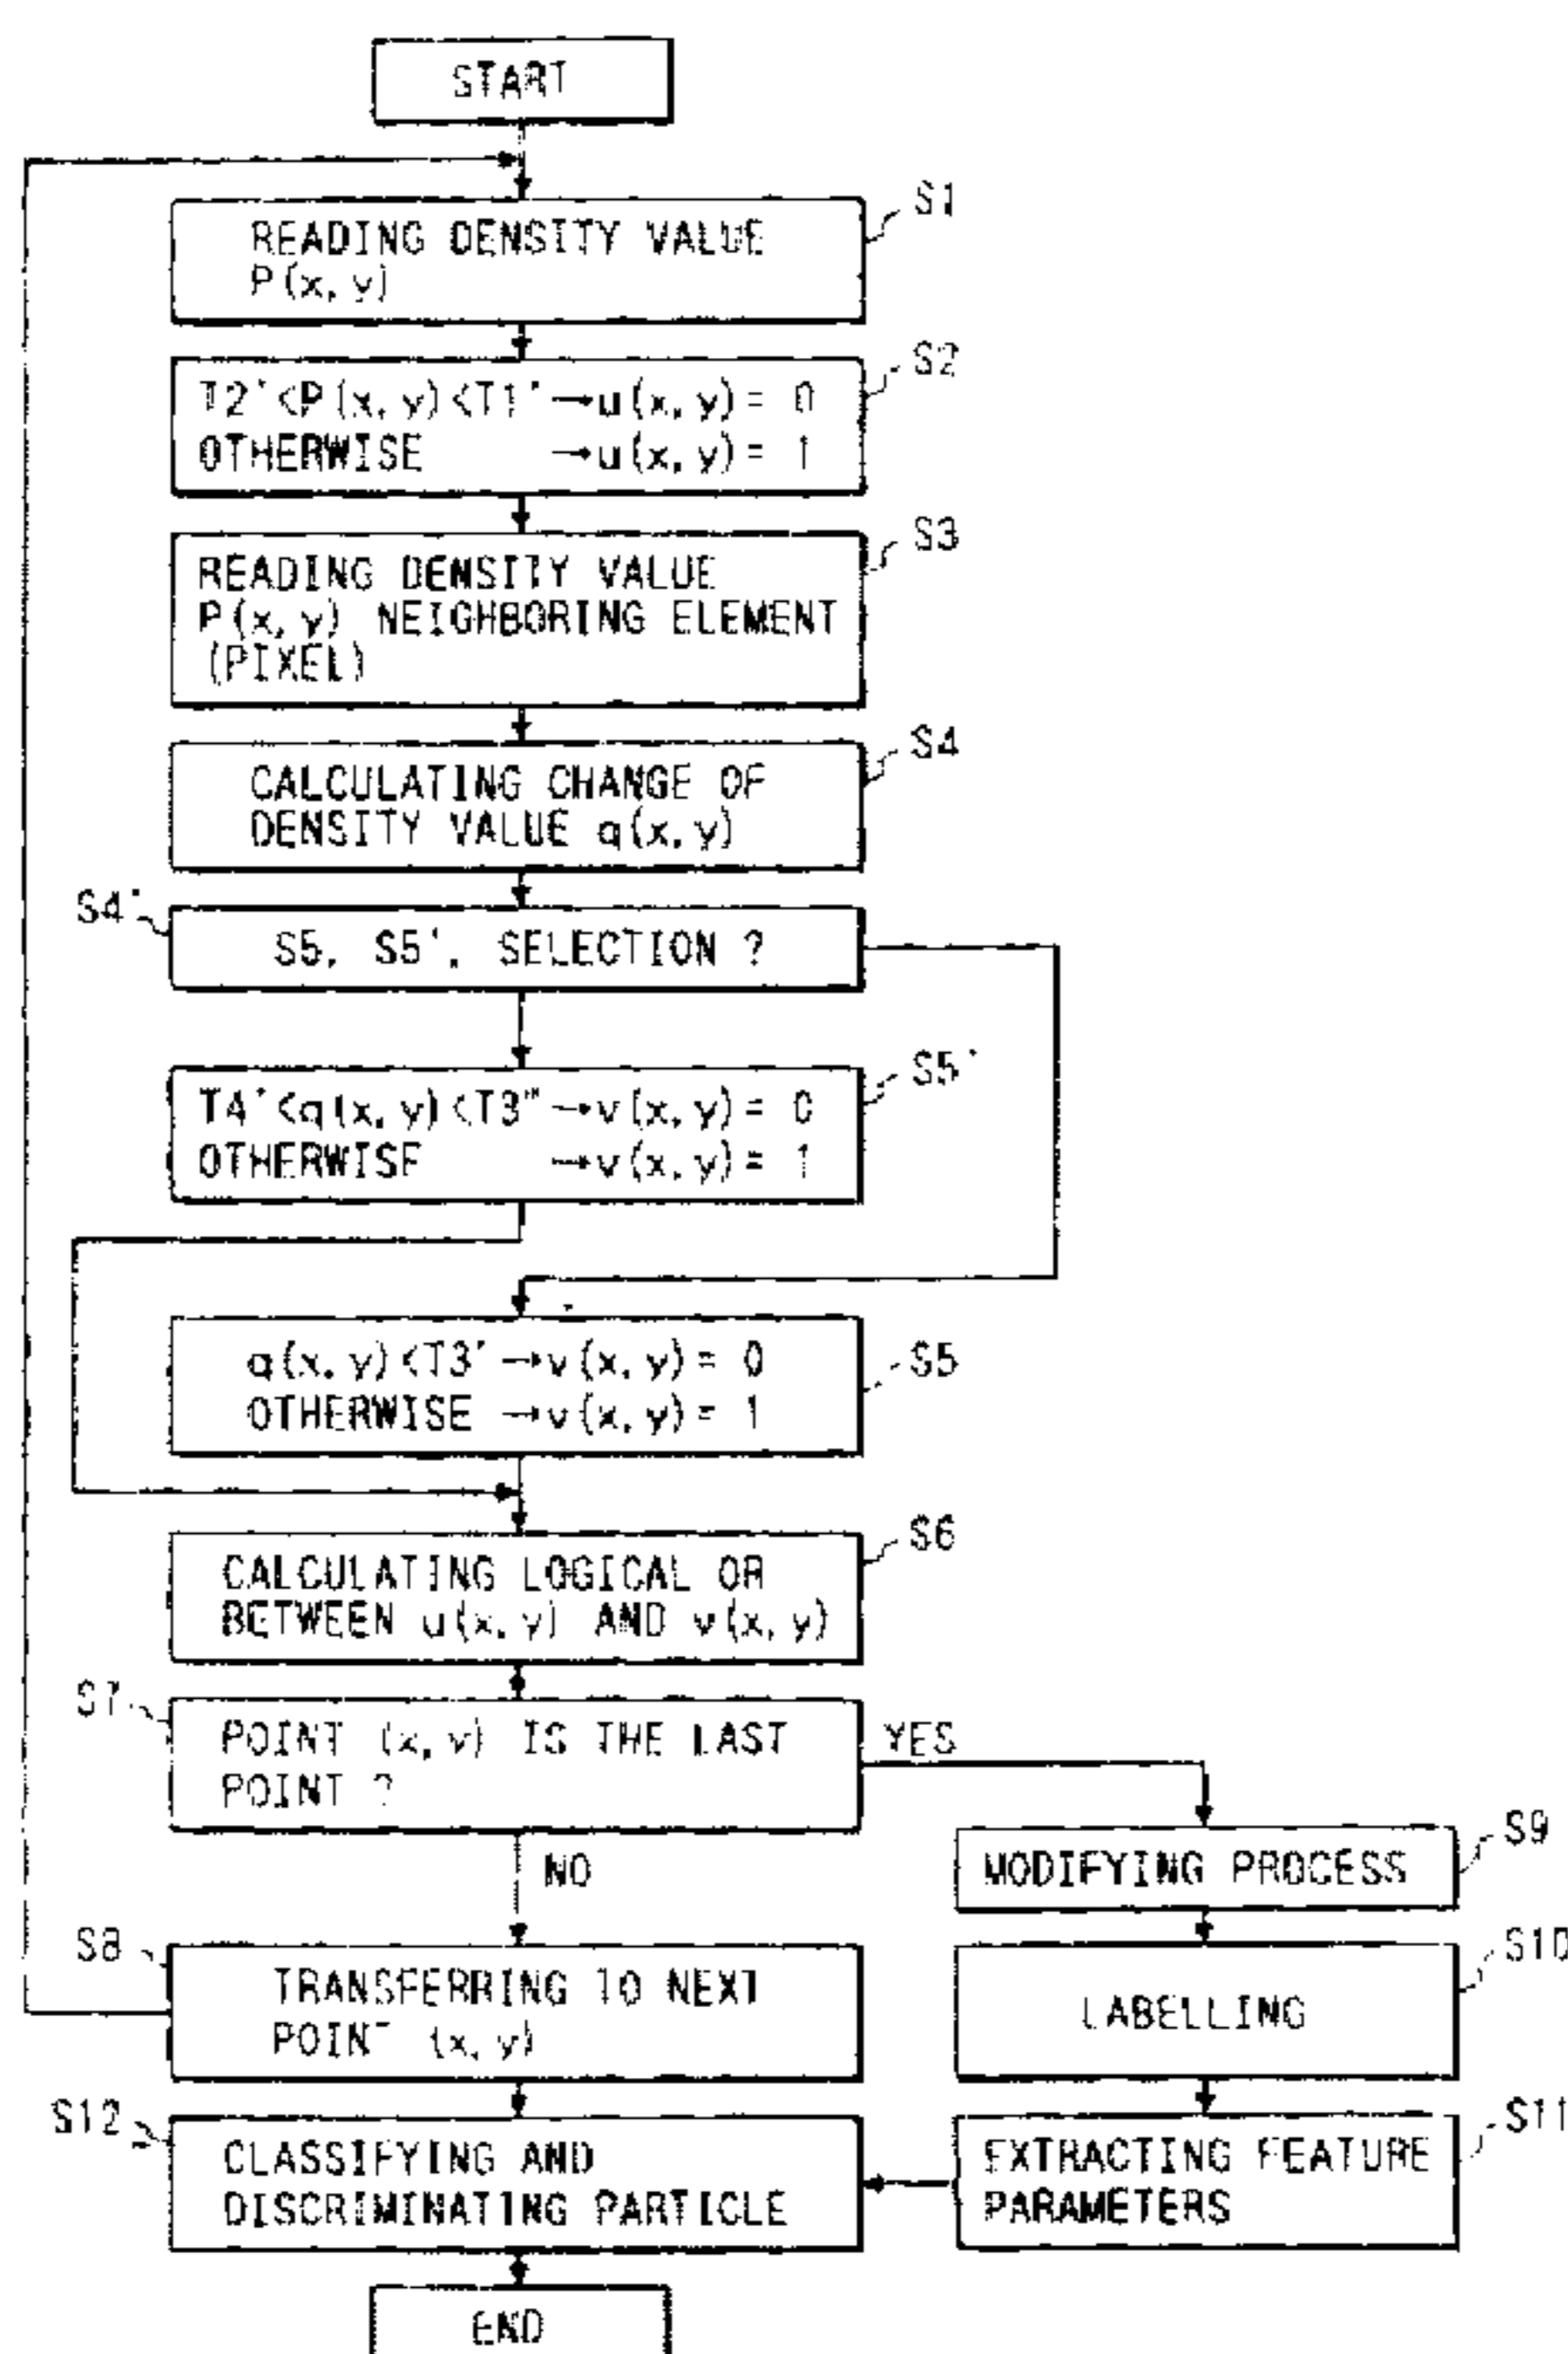 START
S1
READING DENSITY VALUE
P(x,y)
S2
T2'<P(x,y)<T1'→u(x,y)= 0
OTHERWISE →u(x,y)= 1
S3
READING DENSITY VALUE
P(x,y) NEIGHBORING ELEMENT
(PIXEL)
S4
CALCULATING CHANGE OF
DENSITY VALUE q(x,y)
S4'
S5, S5', SELECTION ?
S5'
T4'<q(x,y)<T3"→v(x,y)= 0
OTHERWISE →v(x,y)= 1
S5
q(x,y)<T3'→v(x,y)= 0
OTHERWISE →v(x,y)= 1
S6
CALCULATING LOGICAL OR
BETWEEN u(x,y) AND v(x,y)
S7
POINT (x,y) IS THE LAST
POINT ?
YES
NO
S9
MODIFYING PROCESS
S8
TRANSFERRING TO NEXT
POINT (x,y)
S10
LABELLING
S12
CLASSIFYING AND
DISCRIMINATING PARTICLE
S11
EXTRACTING FEATURE
PARAMETERS
END